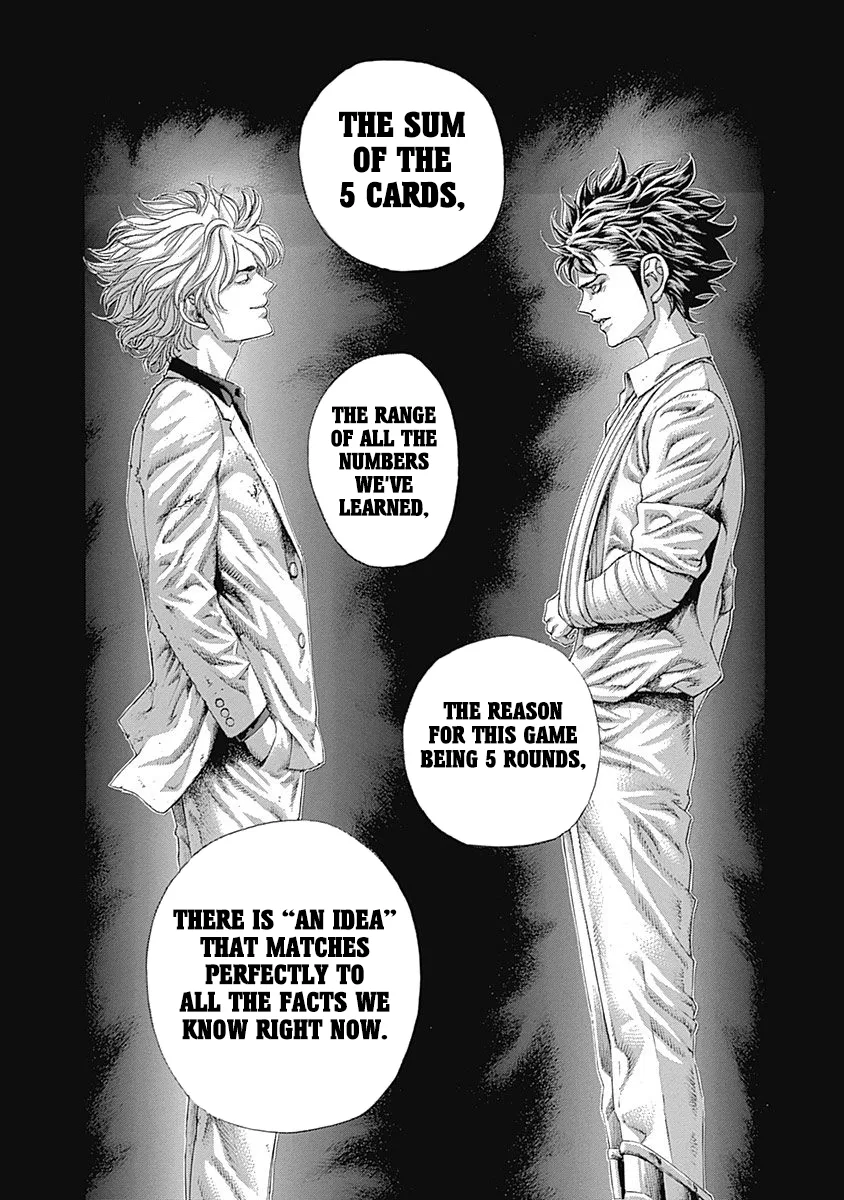 THE SUM
OF THE
5 CARDS,
THE RANGE
OF ALL THE
NUMBERS
WE'VE
LEARNED,
THE REASON
FOR THIS GAME
BEING 5 ROUNDS,
THERE IS “AN IDEA”
THAT MATCHES
PERFECTLY TO
ALL THE FACTS WE
KNOW RIGHT NOW.